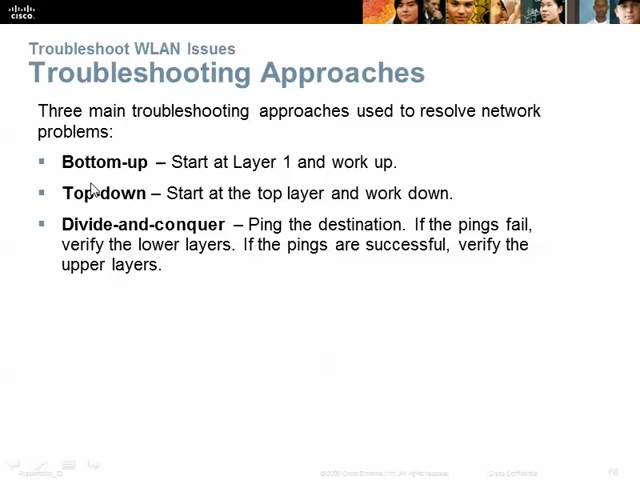 CISCO
Troubleshoot WLAN Issues
Troubleshooting Approaches
Three main troubleshooting approaches used to resolve network
problems:
▪ Bottom-up – Start at Layer 1 and work up.
▪ Top-down – Start at the top layer and work down.
▪ Divide-and-conquer – Ping the destination. If the pings fail,
verify the lower layers. If the pings are successful, verify the
upper layers.
Presentation_ID
Cisco Confidential